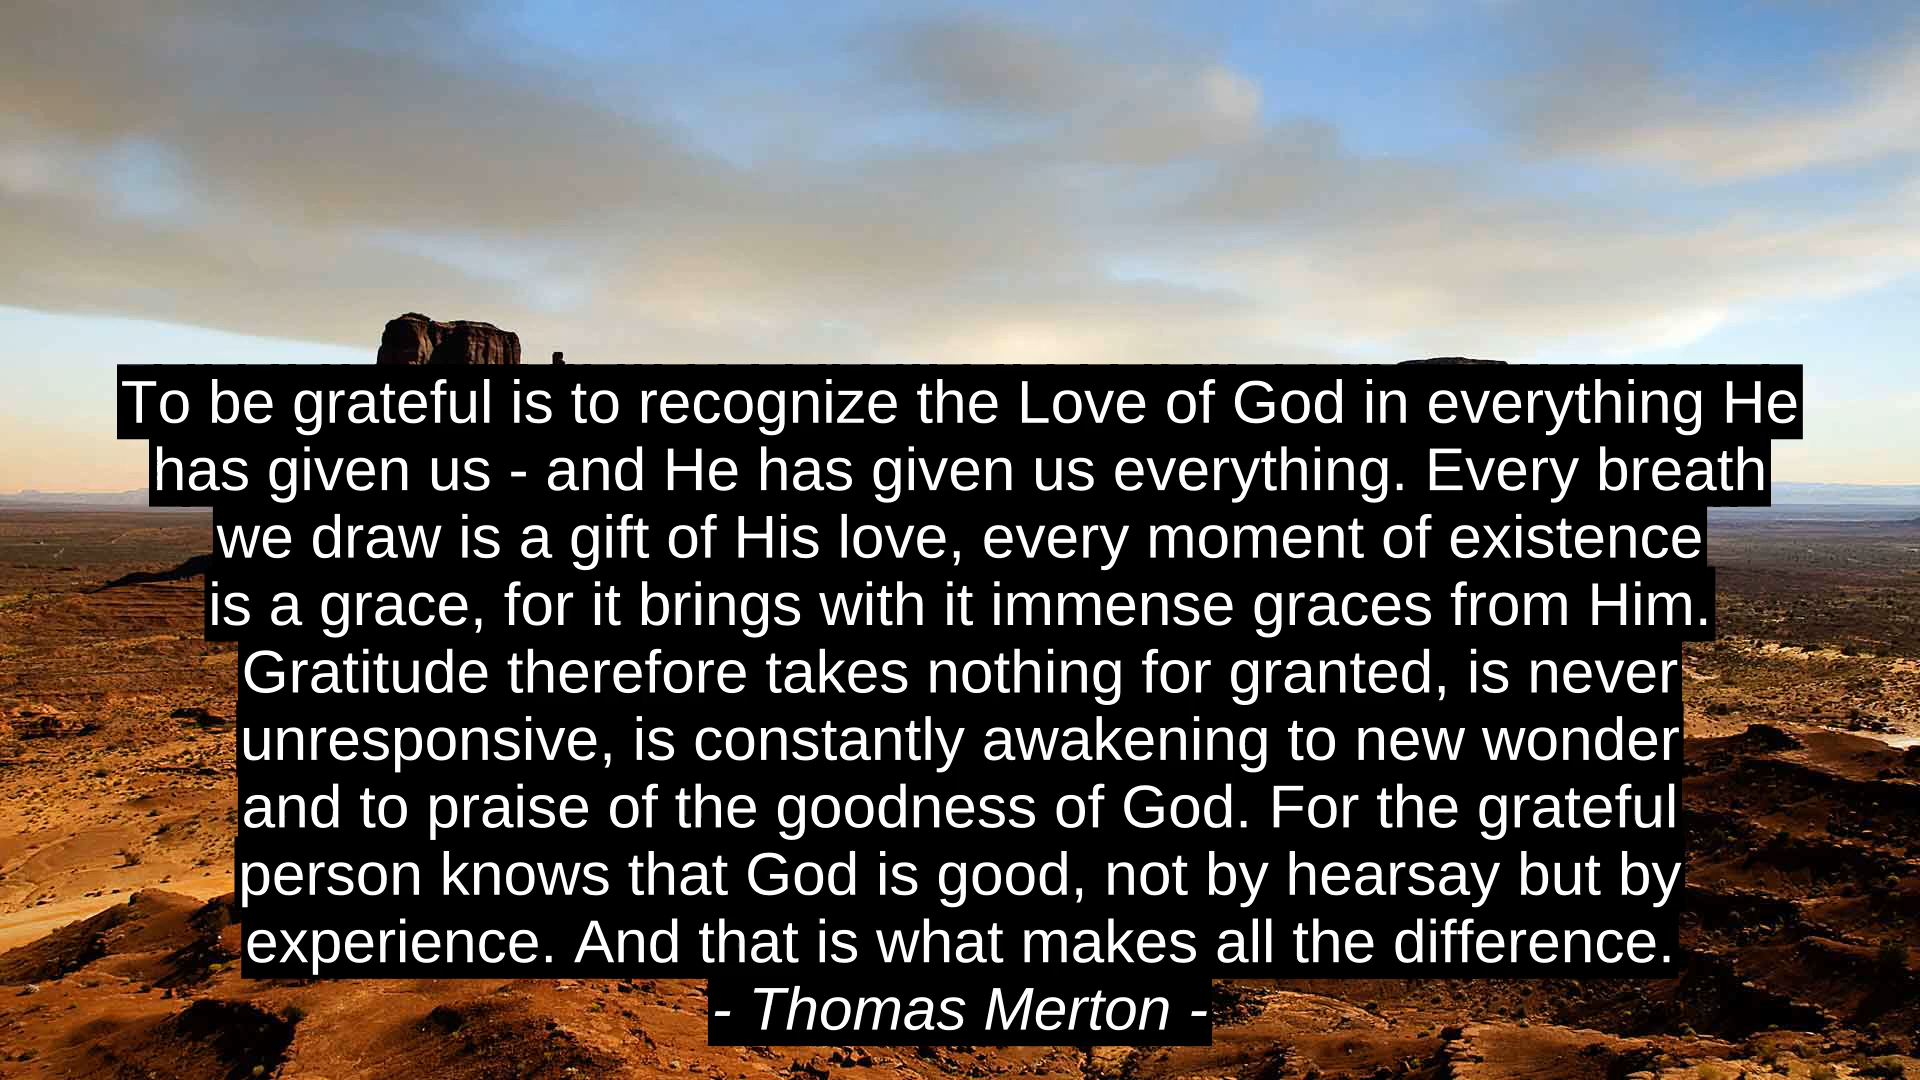 To be grateful is to recognize the Love of God in everything He
has given us - and He has given us everything. Every breath
we draw is a gift of His love, every moment of existence
is a grace, for it brings with it immense graces from Him.
Gratitude therefore takes nothing for granted, is never
unresponsive, is constantly awakening to new wonder
and to praise of the goodness of God. For the grateful
person knows that God is good, not by hearsay but by
experience. And that is what makes all the difference.
- Thomas Merton -